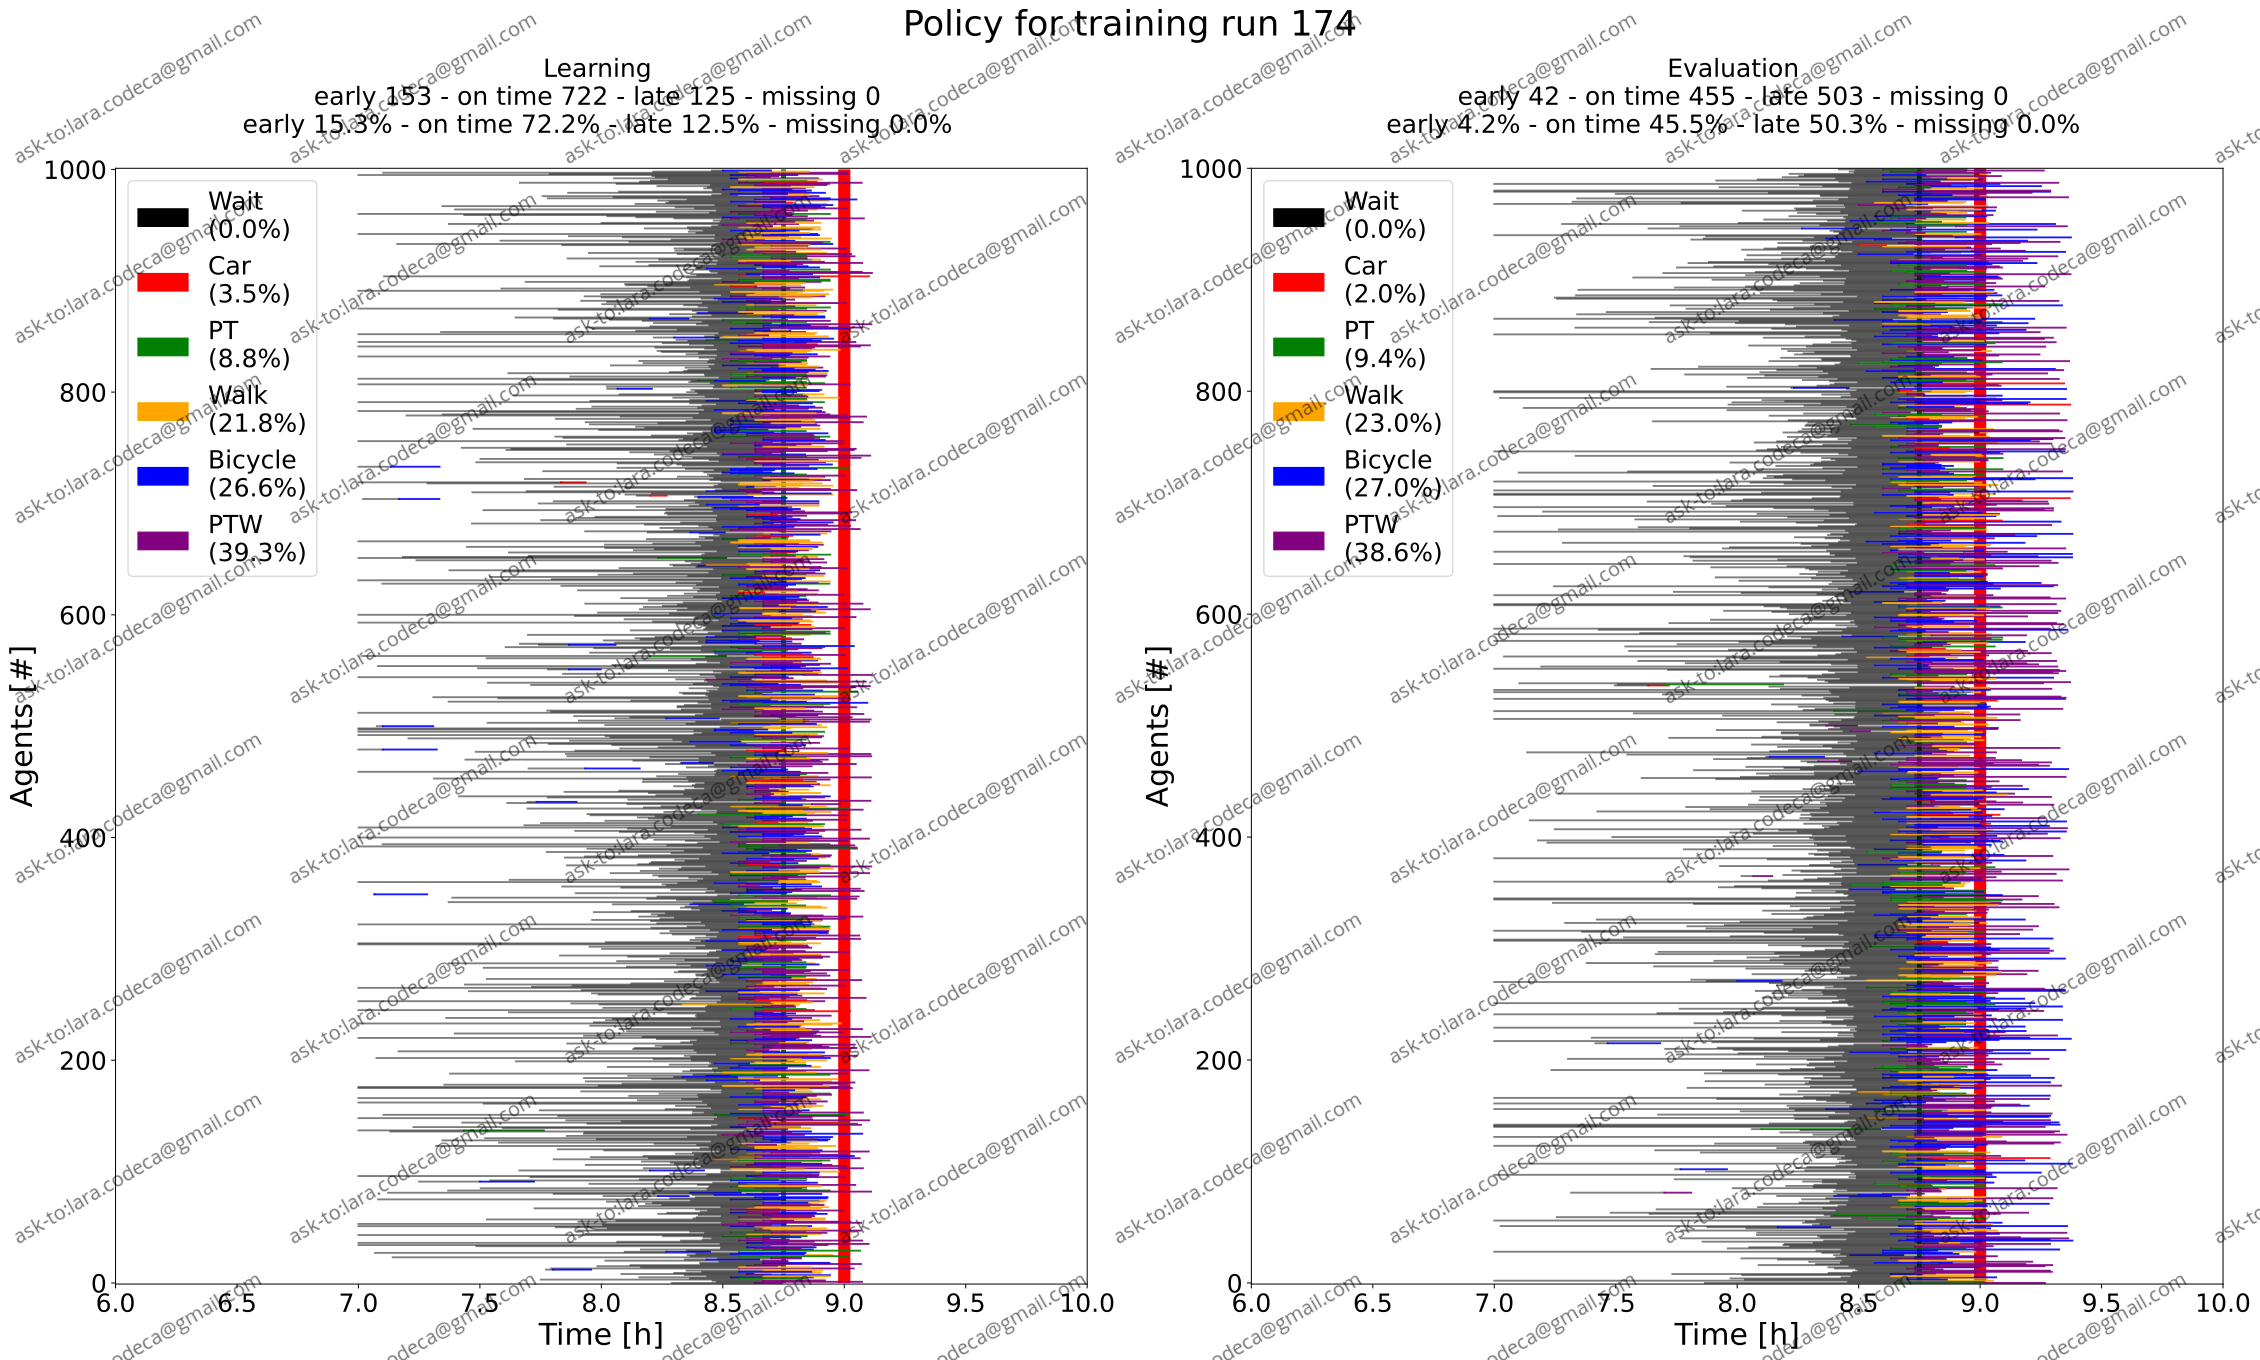 Policy for training run 174
Learning
early 153 - on time 722 - late 125 - missing 0
early 15.3% - on time 72.2% - late 12.5% - missing 0.0%
1000
800
600
400
200
0
Agents [#]
Wait
(0.0%)
Car
(3.5%)
PT
(8.8%)
Walk
(21.8%)
Bicycle
(26.6%)
PTW
(39.3%)
6.0 6.5 7.0 7.5 8.0 8.5 9.0 9.5 10.0
Time [h]
Evaluation
early 42 - on time 455 - late 503 - missing 0
early 4.2% - on time 45.5% - late 50.3% - missing 0.0%
1000
800
600
400
200
0
Agents [#]
Wait
(0.0%)
Car
(2.0%)
PT
(9.4%)
Walk
(23.0%)
Bicycle
(27.0%)
PTW
(38.6%)
6.0 6.5 7.0 7.5 8.0 8.5 9.0 9.5 10.0
Time [h]
ask-to:lara.codeca@gmail.com